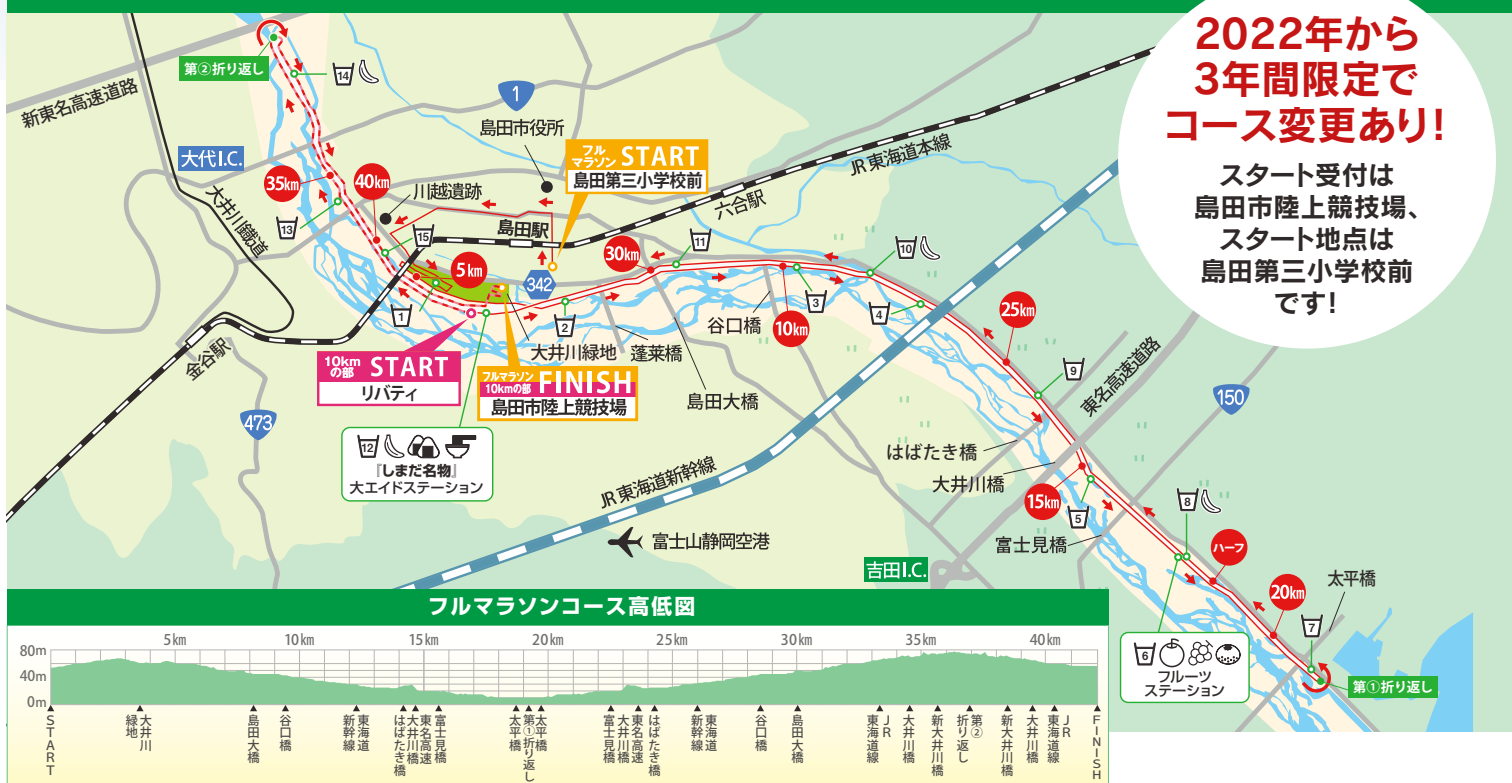 2022年から
3年間限定で
コース変更あり!
スタート受付は
島田市陸上競技場、
スタート地点は
島田第三小学校前
です!
第②折り返し
14
新東名高速道路
1
島田市役所
大代I.C.
フル
マラソン START
島田第三小学校前
JR東海道本線
35km
40km
川越遺跡
大井川鐵道
六合駅
島田駅
13
15
11
10
30km
5km
342
1
2
3
4
谷口橋
10km
25km
大井川緑地
蓬莱橋
金谷駅
10km
の部 START
リバティ
フルマラソン
10kmの部 FINISH
島田市陸上競技場
島田大橋
9
東名高速道路
150
473
12
『しまだ名物』
大エイドステーション
はばたき橋
大井川橋
JR東海道新幹線
15km
5
8
富士山静岡空港
富士見橋
ハーフ
吉田I.C.
太平橋
20km
7
6
フルーツ
ステーション
第①折り返し
フルマラソンコース高低図
5km 10km 15km 20km 25km 30km 35km 40km
80m
40m
0m
START
緑地
大井川
島田大橋
谷口橋
新幹線
東海道
はばたき橋
大井川橋
東名高速
富士見橋
太平橋
第①折り返し
太平橋
富士見橋
大井川橋
東名高速
はばたき橋
新幹線
東海道
谷口橋
島田大橋
東海道線
JR
大井川橋
新大井川橋
折り返し
第②
新大井川橋
大井川橋
東海道線
JR
FINISH